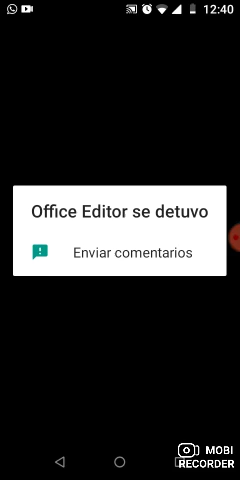 12:40
Office Editor se detuvo
Enviar comentarios
MOBI
RECORDER